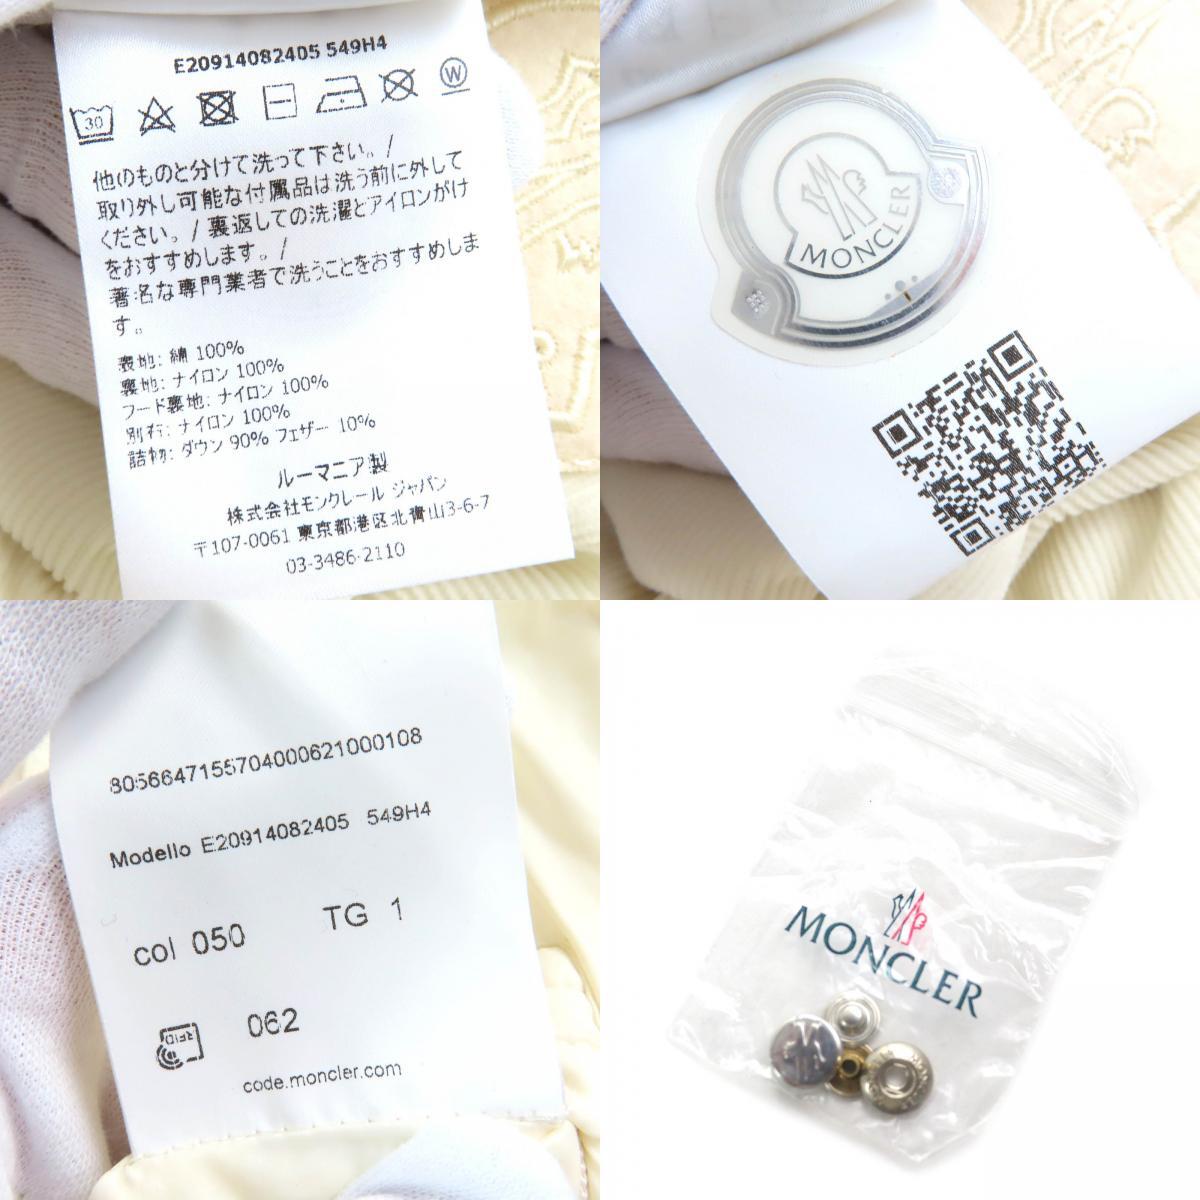 E20914082405 549H4
30
W
他のものと分けて洗って下さい。/
取り外し可能な付属品は洗う前に外して
ください。/ 裏返しての洗濯とアイロンがけ
をおすすめします。/
著名な専門業者で洗うことをおすすめしま
す。
表地: 綿 100%
裏地: ナイロン 100%
フード裏地: ナイロン 100%
別布: ナイロン 100%
詰物: ダウン 90% フェザー 10%
ルーマニア製
株式会社モンクレール ジャパン
〒107-0061 東京都港区北青山3-6-7
03-3486-2110
MONCLER
8056647155704000621000108
Modello E20914082405 549H4
col 050 TG 1
RFID 062
code.moncler.com
MONCLER